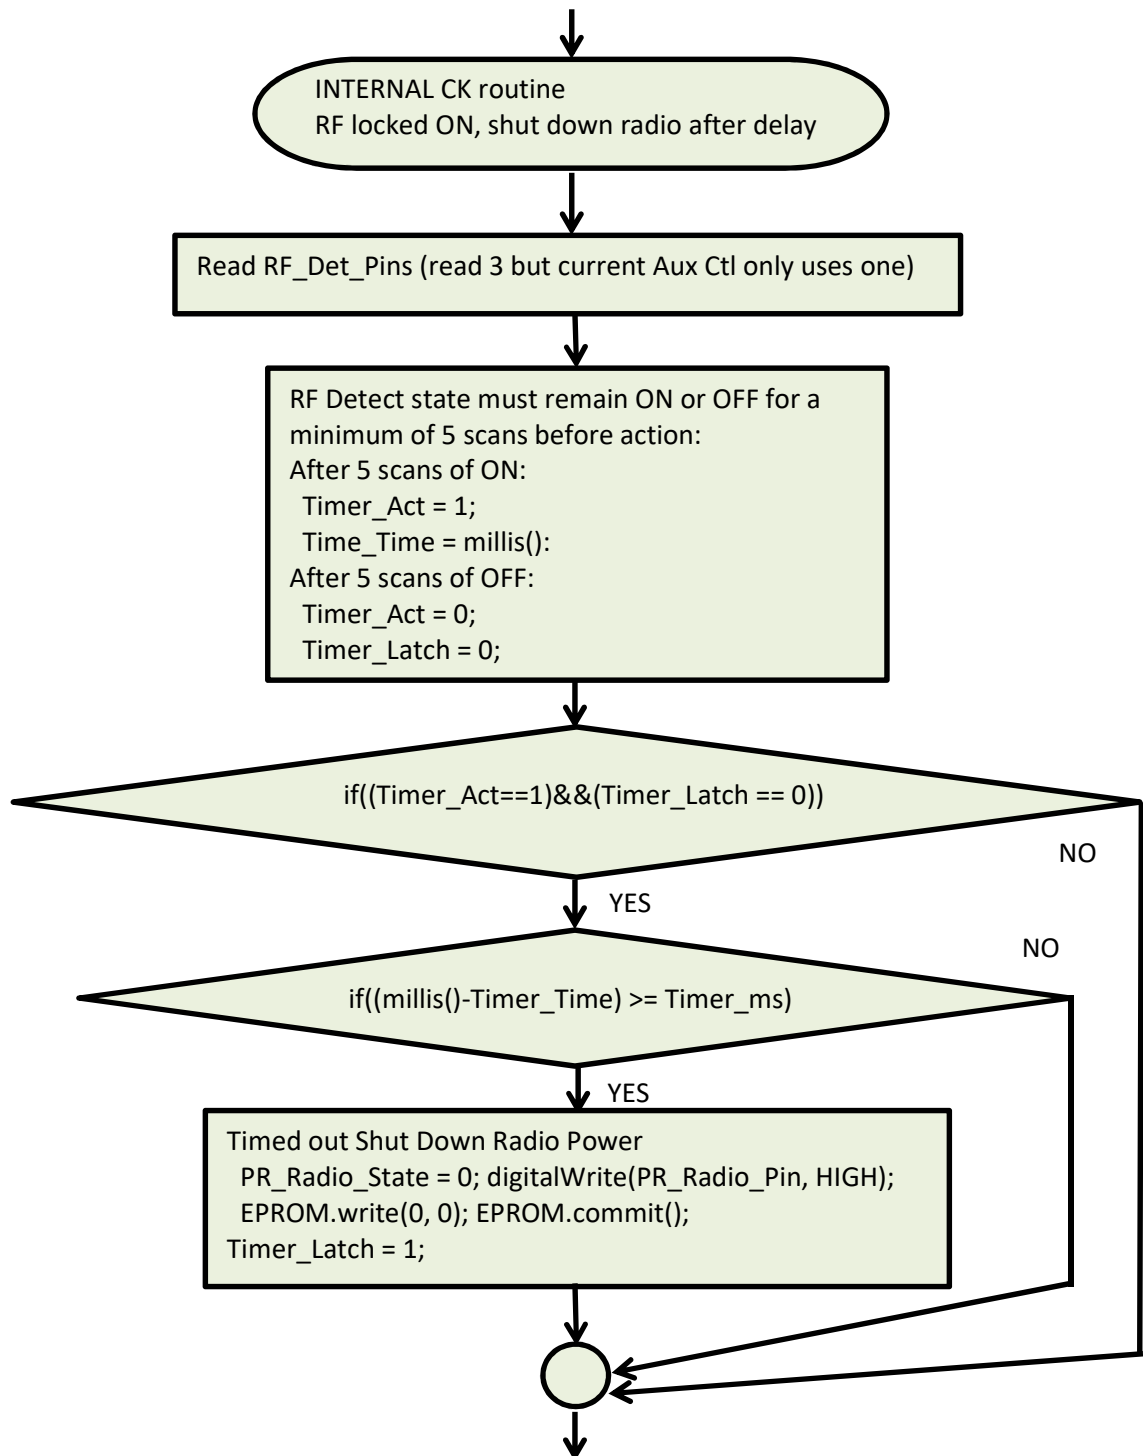 INTERNAL CK routine
RF locked ON, shut down radio after delay
Read RF_Det_Pins (read 3 but current Aux Ctl only uses one)
RF Detect state must remain ON or OFF for a
minimum of 5 scans before action:
After 5 scans of ON:
Timer_Act = 1;
Time_Time = millis():
After 5 scans of OFF:
Timer_Act = 0;
Timer_Latch = 0;
if((Timer_Act==1)&&(Timer_Latch == 0))
NO
YES
NO
if((millis()-Timer_Time) >= Timer_ms)
YES
Timed out Shut Down Radio Power
PR_Radio_State = 0; digitalWrite(PR_Radio_Pin, HIGH);
EPROM.write(0, 0); EPROM.commit();
Timer_Latch = 1;